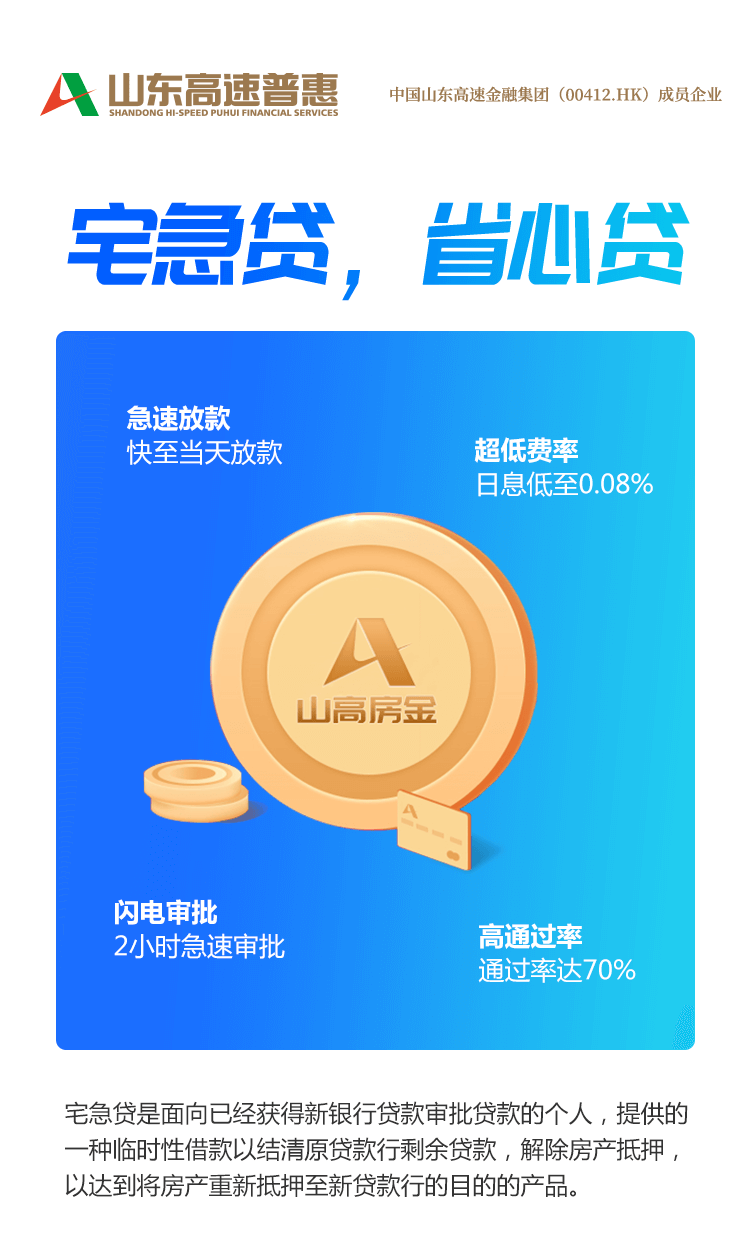 山东高速普惠
SHANDONG HI-SPEED PUHUI FINANCIAL SERVICES
中国山东高速金融集团（00412.HK）成员企业
宅急贷，省心贷
急速放款
快至当天放款
超低费率
日息低至0.08%
山高房金
闪电审批
2小时急速审批
高通过率
通过率达70%
宅急贷是面向已经获得新银行贷款审批贷款的个人，提供的
一种临时性借款以结清原贷款行剩余贷款，解除房产抵押，
以达到将房产重新抵押至新贷款行的目的的产品。